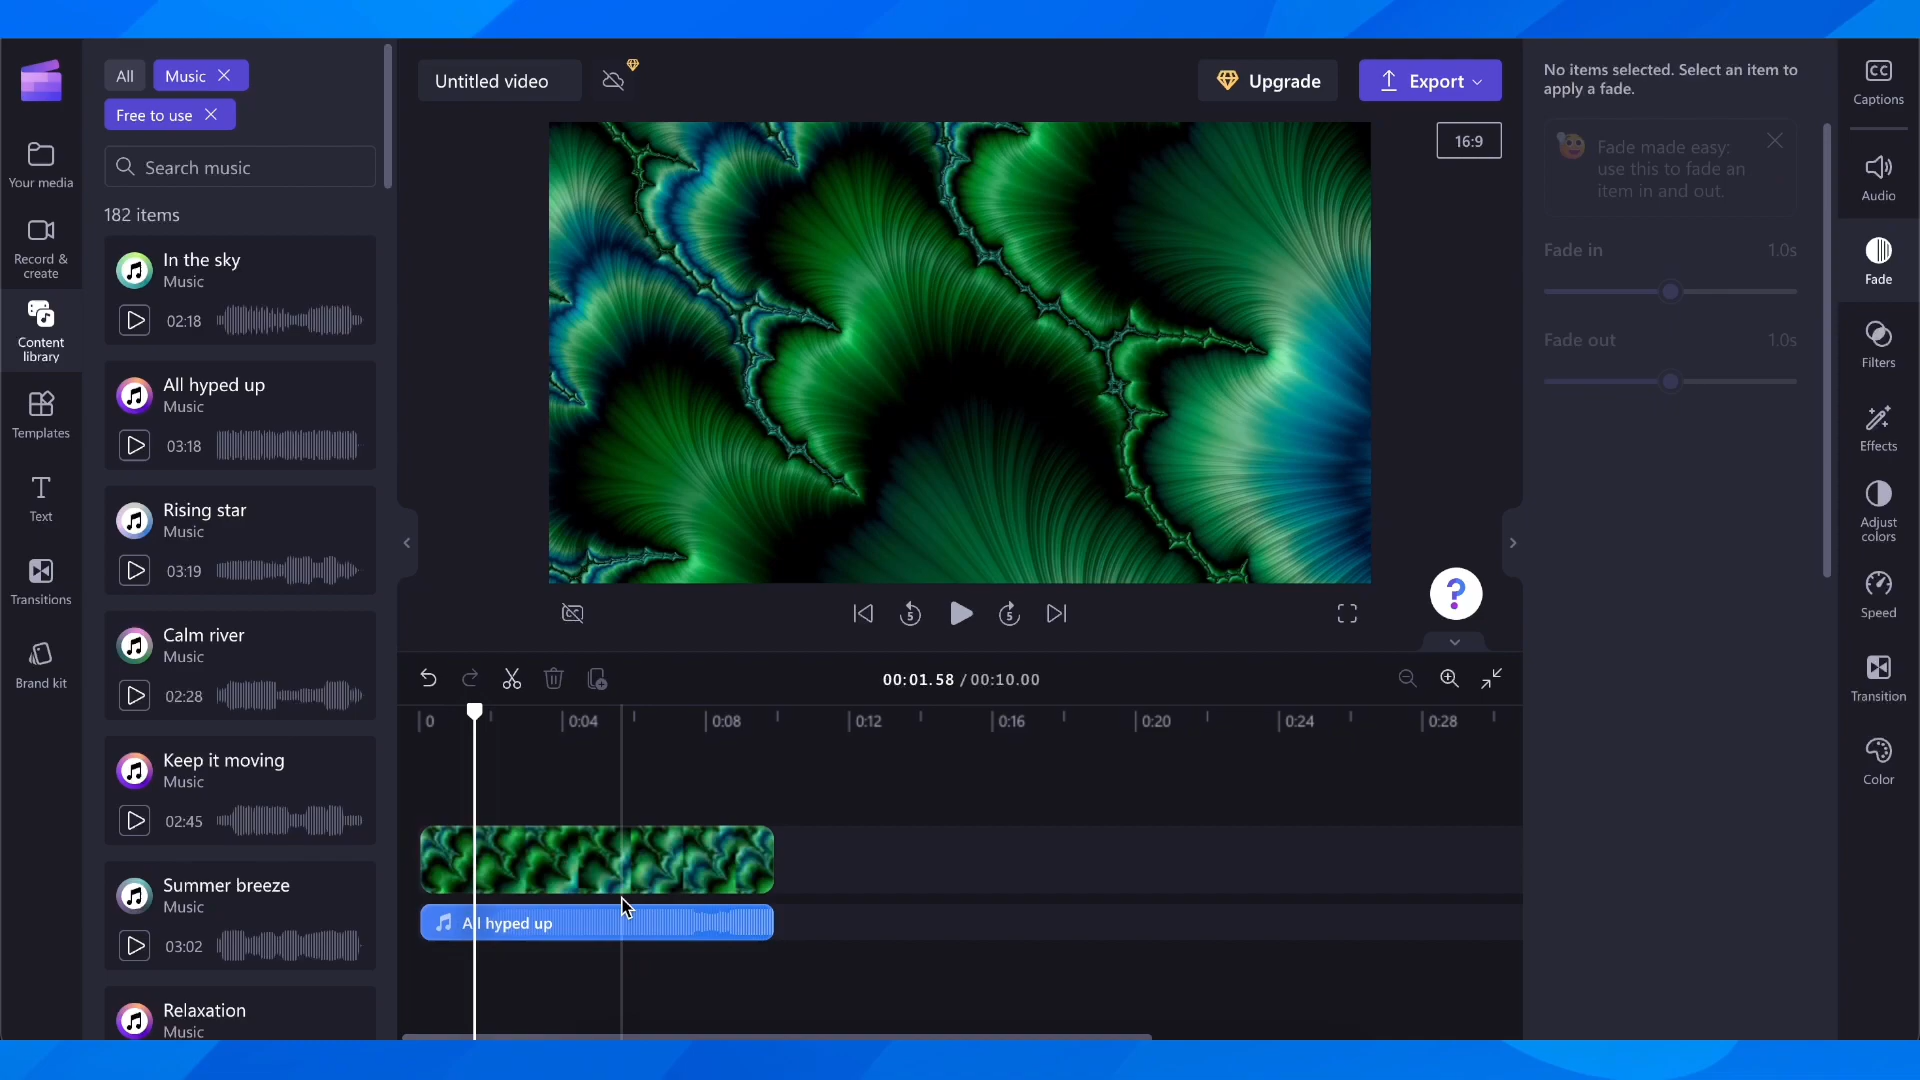 All
Music
Free to use
Search music
182 items
In the sky
Music
02:18
All hyped up
Music
03:18
Rising star
Music
03:19
Calm river
Music
02:28
Keep it moving
Music
02:45
Summer breeze
Music
03:02
Relaxation
Music
Your media
Record &
create
Content
library
Templates
Text
Transitions
Brand kit
Untitled video
Upgrade
Export
16:9
5
5
?
00:01.58 / 00:10.00
0
0:04
0:08
0:12
0:16
0:20
0:24
0:28
All hyped up
No items selected. Select an item to
apply a fade.
Fade made easy:
use this to fade an
item in and out.
Fade in 1.0s
Fade out 1.0s
CC
Captions
Audio
Fade
Filters
Effects
Adjust
colors
Speed
Transition
Color